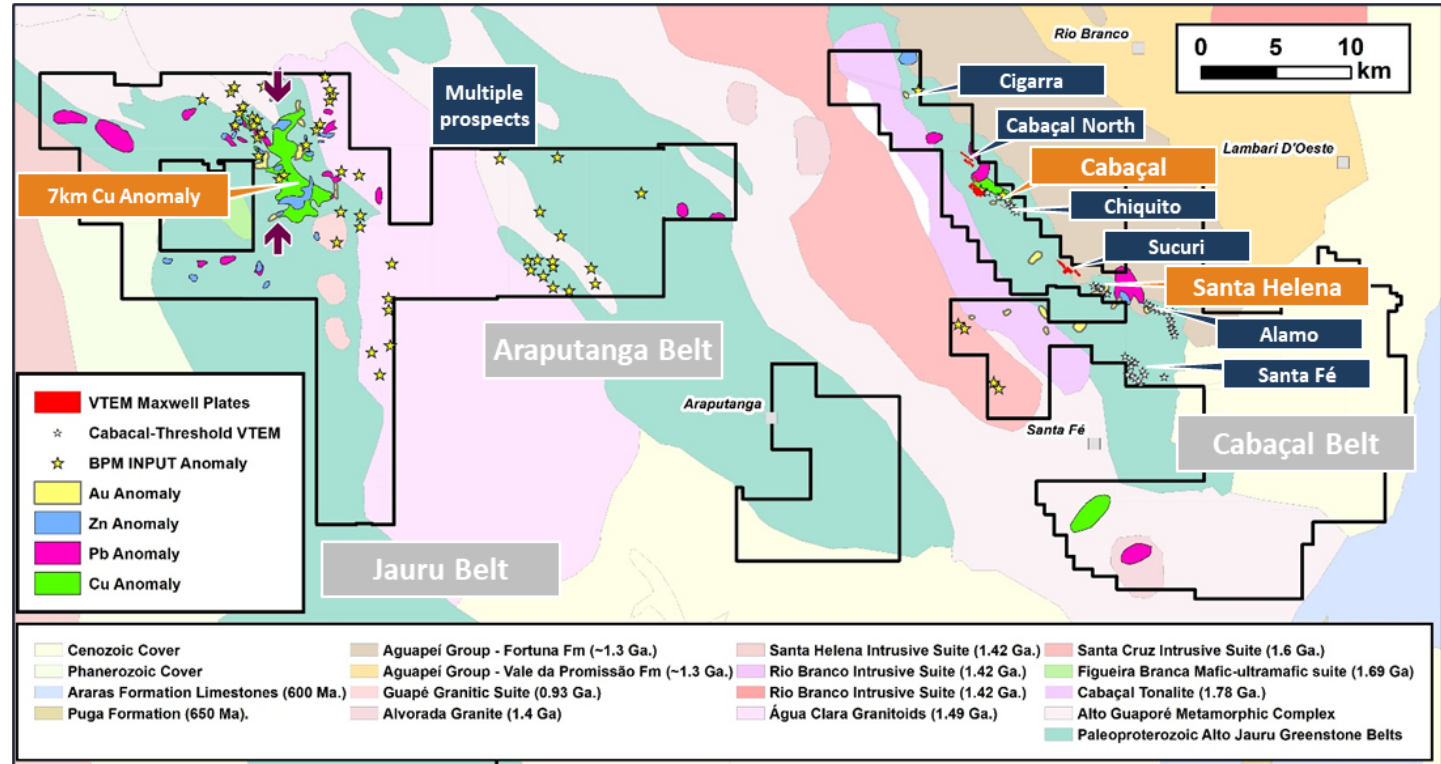 Rio Branco
0 5 10
km
Cigarra
Multiple
prospects
Cabaçal North
Lambari D'Oeste
Cabaçal
7km Cu Anomaly
Chiquito
Sucuri
Santa Helena
Alamo
Araputanga Belt
Santa Fé
Araputanga
Santa Fé
Cabaçal Belt
Jauru Belt
VTEM Maxwell Plates
Cabacal-Threshold VTEM
BPM INPUT Anomaly
Au Anomaly
Zn Anomaly
Pb Anomaly
Cu Anomaly
Cenozoic Cover
Phanerozoic Cover
Araras Formation Limestones (600 Ma.)
Puga Formation (650 Ma).
Aguapeí Group - Fortuna Fm (~1.3 Ga.)
Aguapeí Group - Vale da Promissão Fm (~1.3 Ga.)
Guapé Granitic Suite (0.93 Ga.)
Alvorada Granite (1.4 Ga)
Santa Helena Intrusive Suite (1.42 Ga.)
Rio Branco Intrusive Suite (1.42 Ga.)
Rio Branco Intrusive Suite (1.42 Ga.)
Água Clara Granitoids (1.49 Ga.)
Santa Cruz Intrusive Suite (1.6 Ga.)
Figueira Branca Mafic-ultramafic suite (1.69 Ga)
Cabaçal Tonalite (1.78 Ga.)
Alto Guaporé Metamorphic Complex
Paleoproterozoic Alto Jauru Greenstone Belts